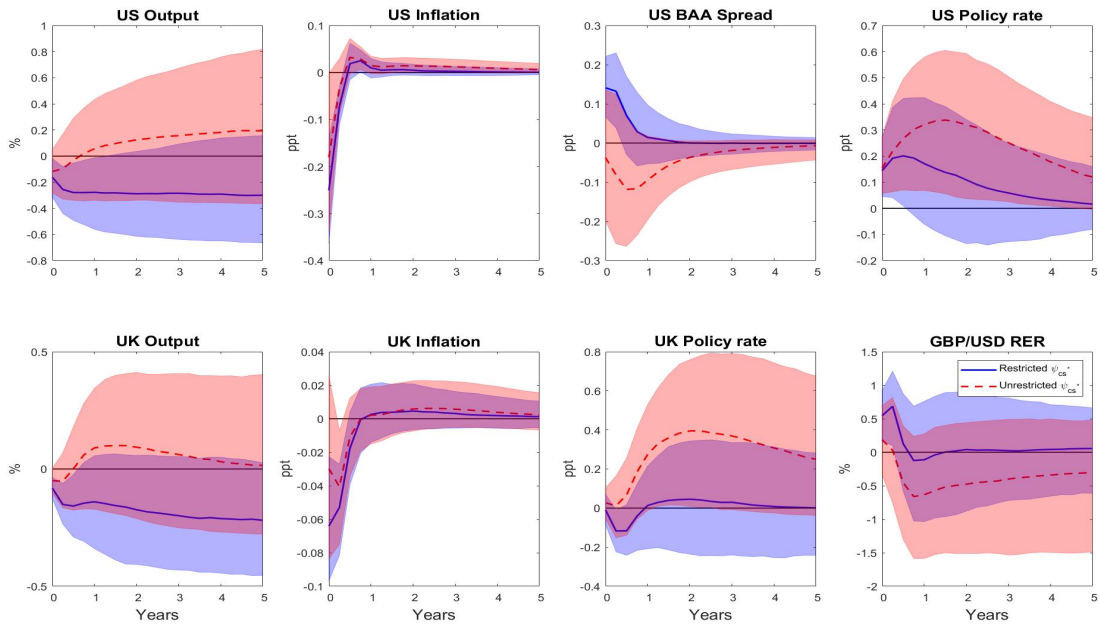 US Output
US Inflation
US BAA Spread
US Policy rate
1
0.8
0.6
0.4
0.2
0
-0.2
-0.4
-0.6
-0.8
%
0 1 2 3 4 5
0.1
0
-0.1
-0.2
-0.3
-0.4
ppt
0 1 2 3 4 5
0.3
0.2
0.1
0
-0.1
-0.2
-0.3
ppt
0 1 2 3 4 5
0.7
0.6
0.5
0.4
0.3
0.2
0.1
0
-0.1
-0.2
ppt
0 1 2 3 4 5
UK Output
UK Inflation
UK Policy rate
GBP/USD RER
0.5
0
-0.5
%
0 1 2 3 4 5
Years
0.04
0.02
0
-0.02
-0.04
-0.06
-0.08
-0.1
ppt
0 1 2 3 4 5
Years
0.8
0.6
0.4
0.2
0
-0.2
-0.4
ppt
0 1 2 3 4 5
Years
1.5
1
0.5
0
-0.5
-1
-1.5
-2
%
0 1 2 3 4 5
Years
Restricted ψcs*
Unrestricted ψcs*